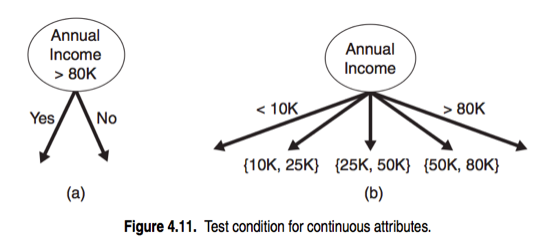 Annual
Income
> 80K
Yes
No
(a)
Annual
Income
< 10K
> 80K
{10K, 25K}
{25K, 50K}
{50K, 80K}
(b)
Figure 4.11. Test condition for continuous attributes.